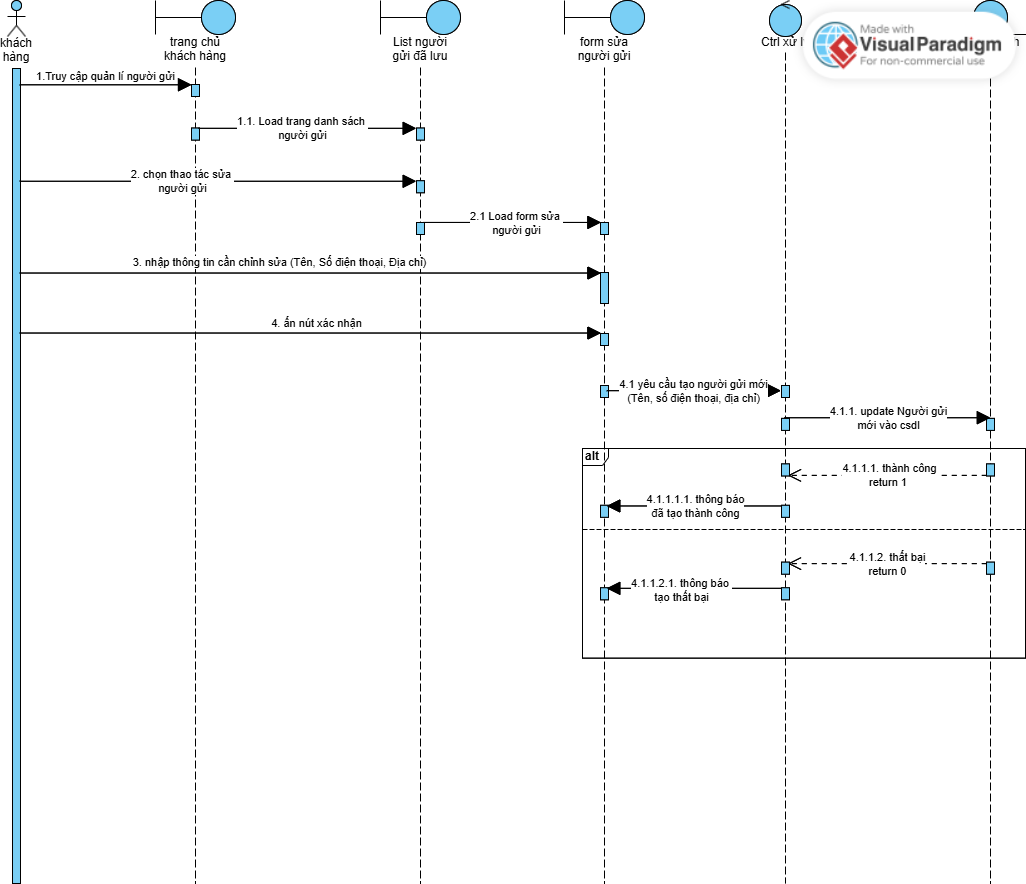 khách
hàng
trang chủ
khách hàng
List người
gửi đã lưu
form sửa
người gửi
Ctrl xử
Made with
VisualParadigm
For non-commercial use
1.Truy cập quản lí người gửi
1.1. Load trang danh sách
người gửi
2. chọn thao tác sửa
người gửi
2.1 Load form sửa
người gửi
3. nhập thông tin cần chỉnh sửa (Tên, Số điện thoại, Địa chỉ)
4. ấn nút xác nhận
4.1 yêu cầu tạo người gửi mới
(Tên, số điện thoại, địa chỉ)
4.1.1. update Người gửi
mới vào csdl
alt
4.1.1.1. thành công
return 1
4.1.1.1.1. thông báo
đã tạo thành công
4.1.1.2. thất bại
return 0
4.1.1.2.1. thông báo
tạo thất bại